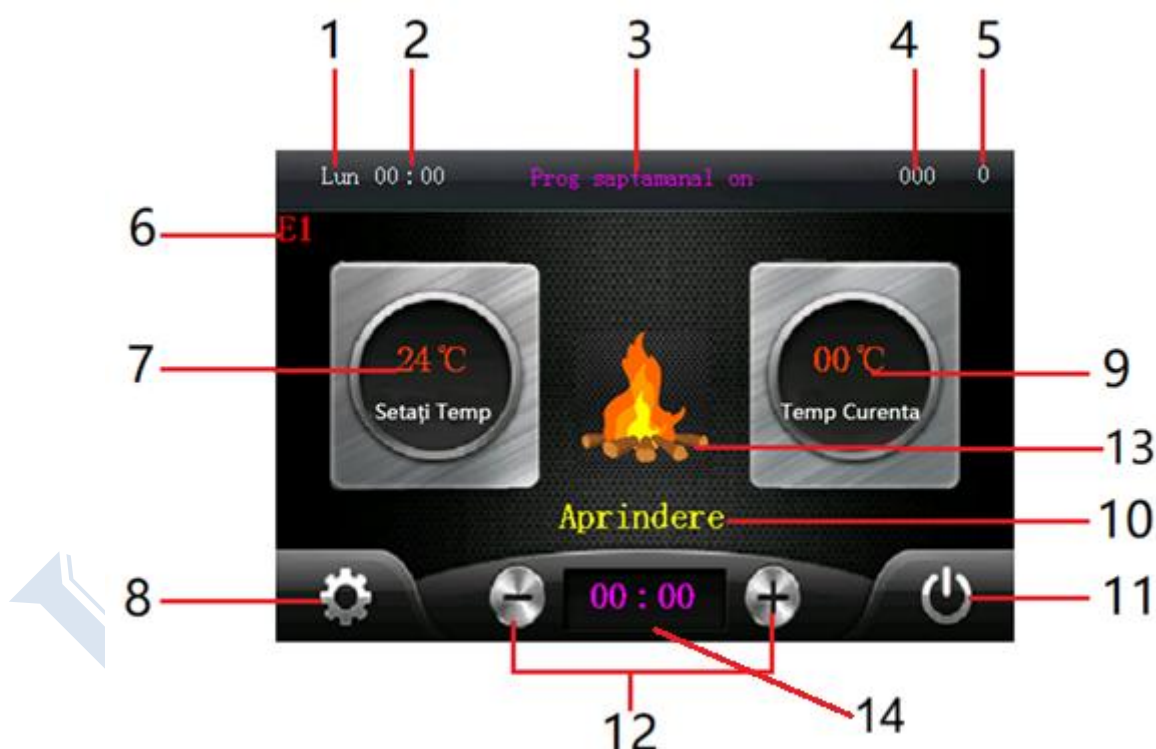 1 2 3 4 5
Lun 00:00 Prog saptamanal on 000 0
6 E1
7 24℃ 00℃ 9
Setați Temp Temp Curenta
13
Aprindere 10
8 00:00 11
12 14